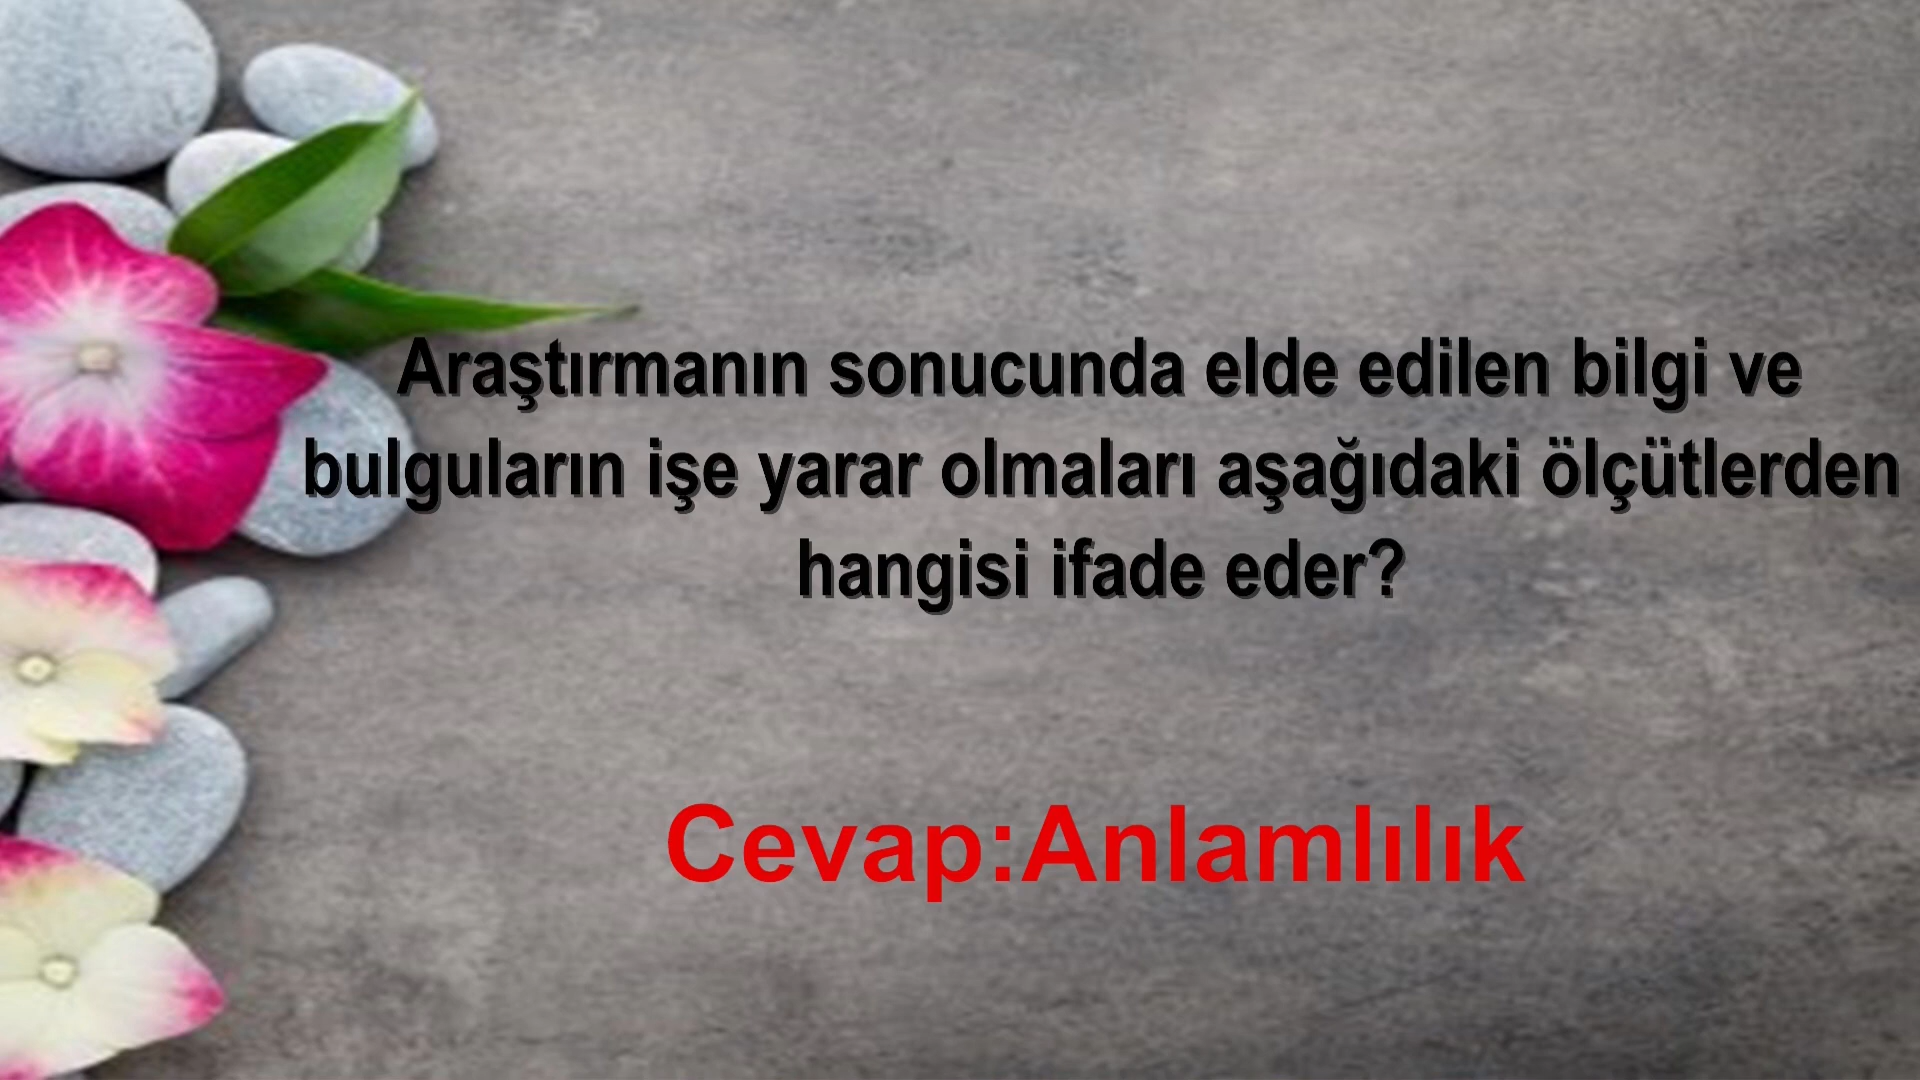 Araştırmanın sonucunda elde edilen bilgi ve
bulguların işe yarar olmaları aşağıdaki ölçütlerden
hangisi ifade eder?
Cevap:Anlamlılık